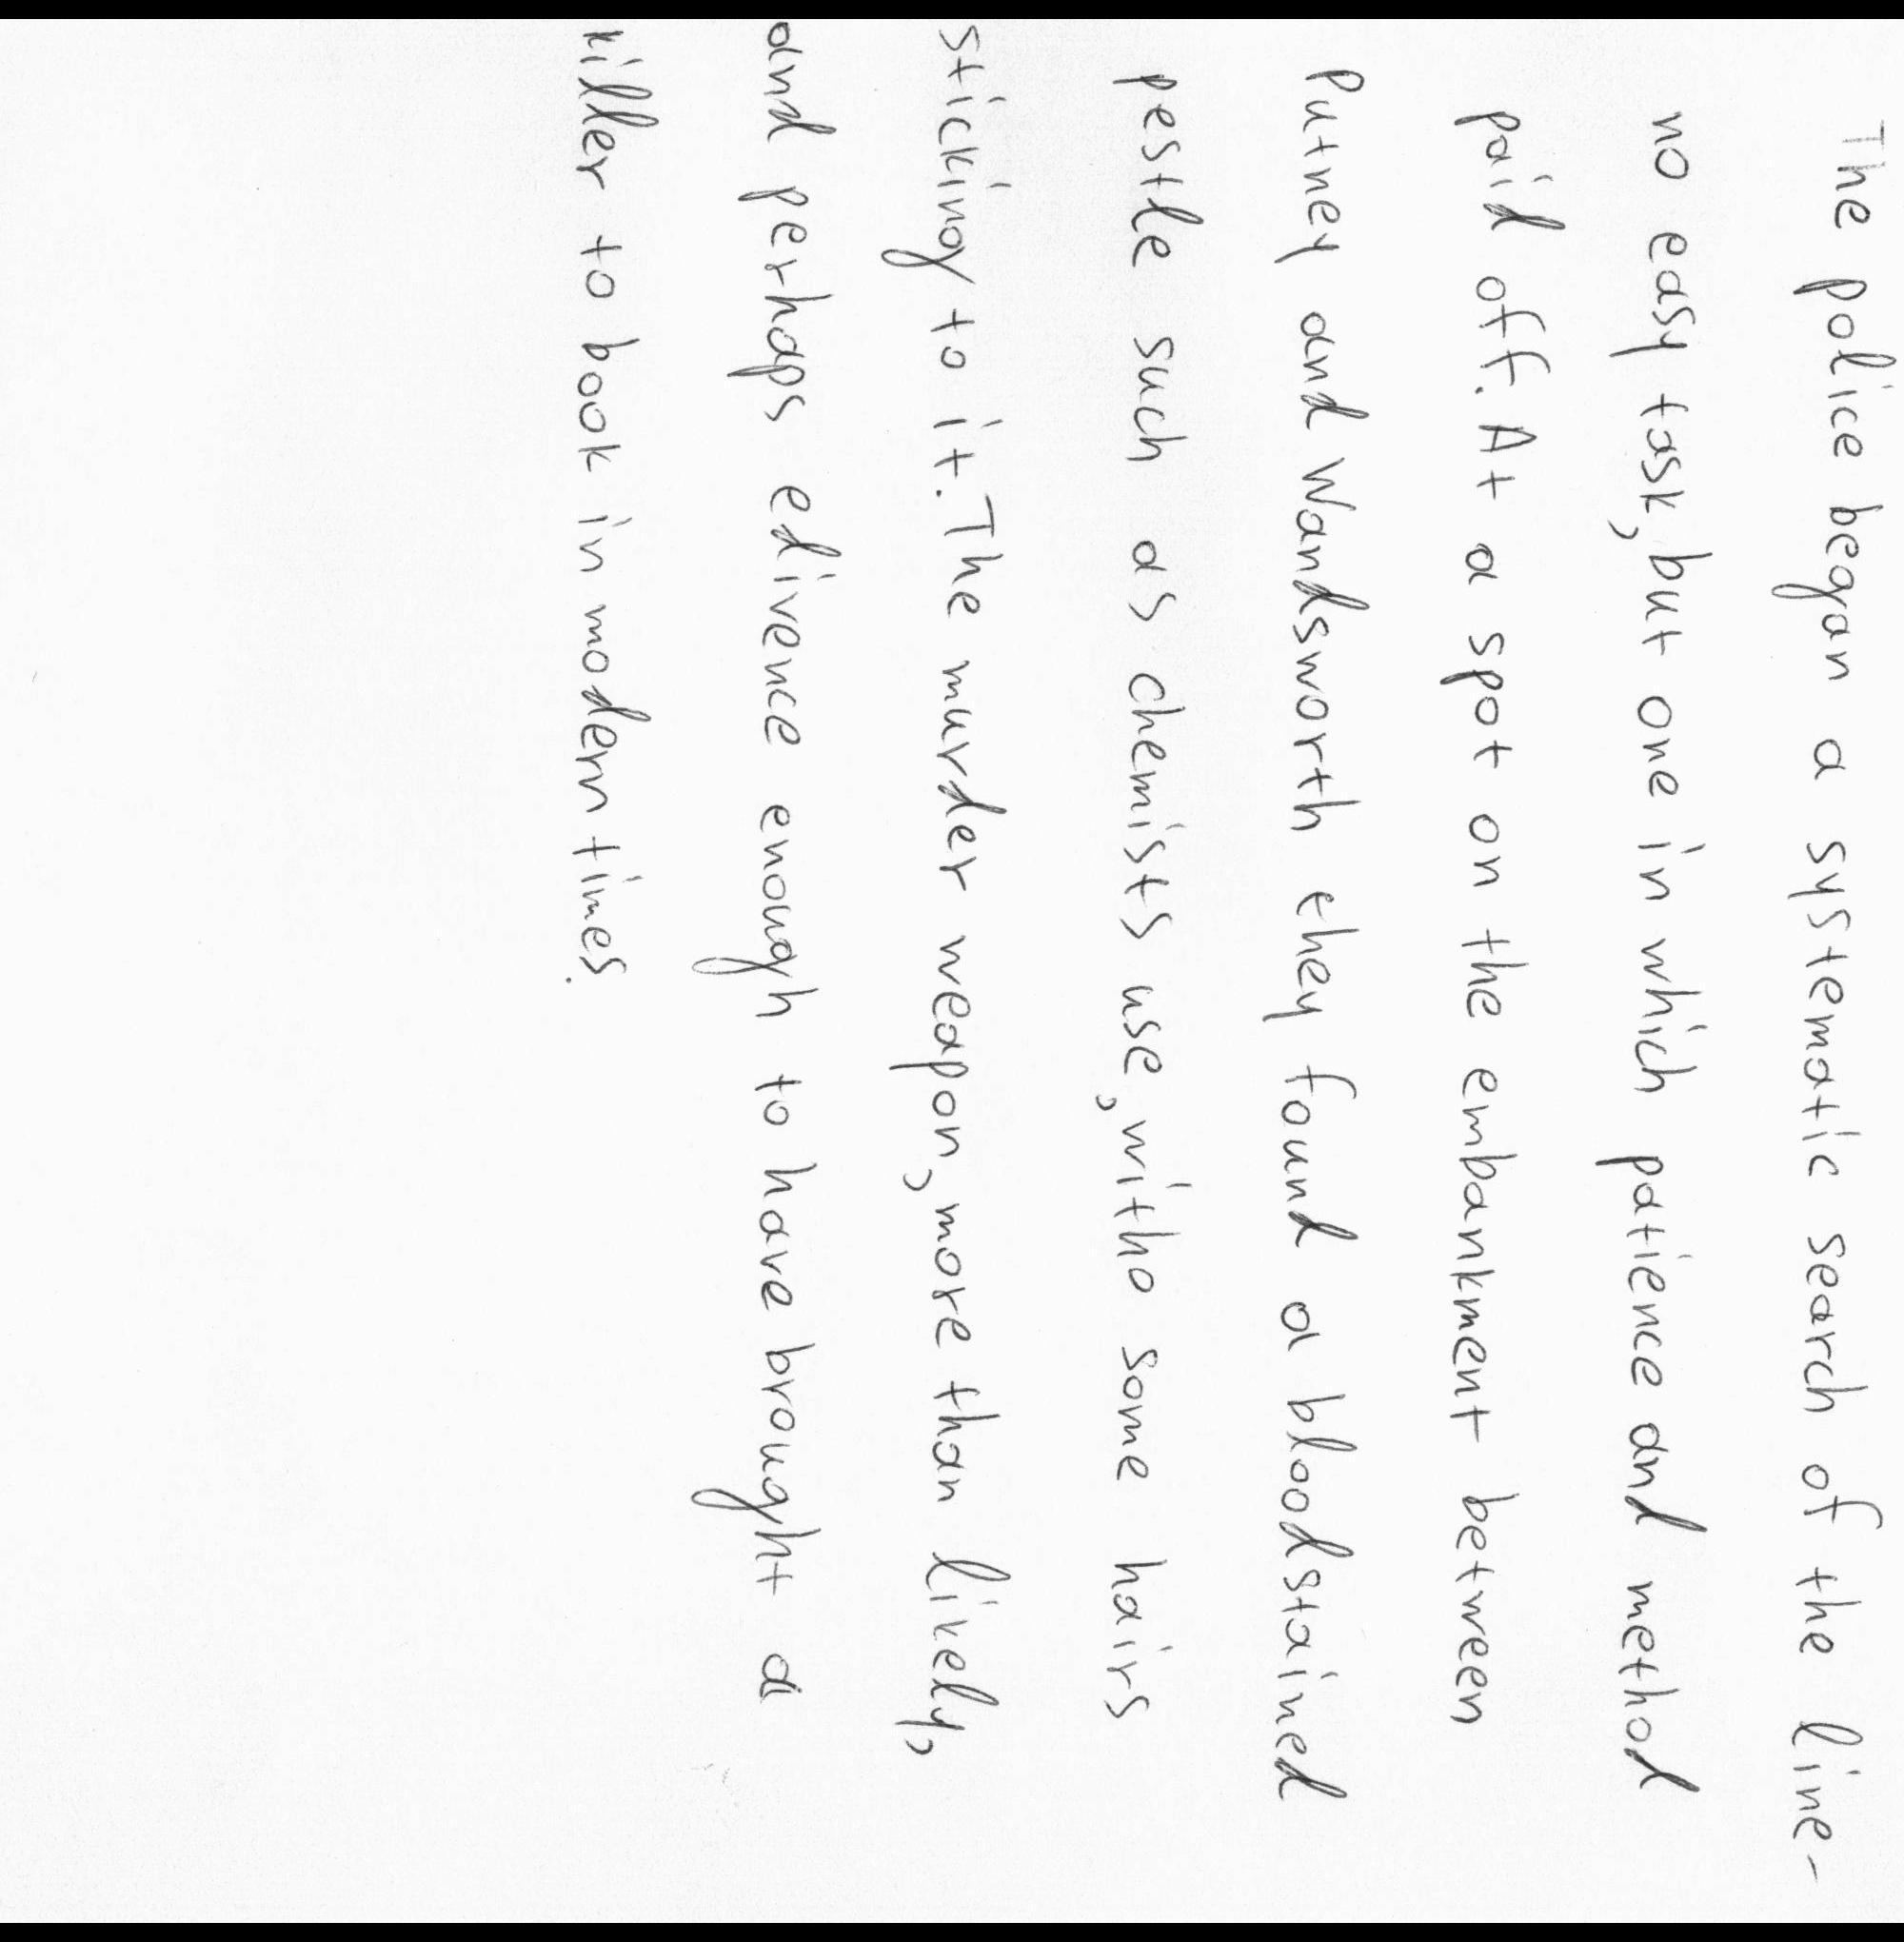 The police began a systematic search of the line-
no easy task, but one in which patience and method
paid off. At a spot on the embankment between
Putney and Wandsworth they found a bloodstained
pestle such as chemists use, witho some hairs
sticking to it. The murder weapon, more than likely,
and perhaps edivence enough to have brought a
killer to book in modern times.